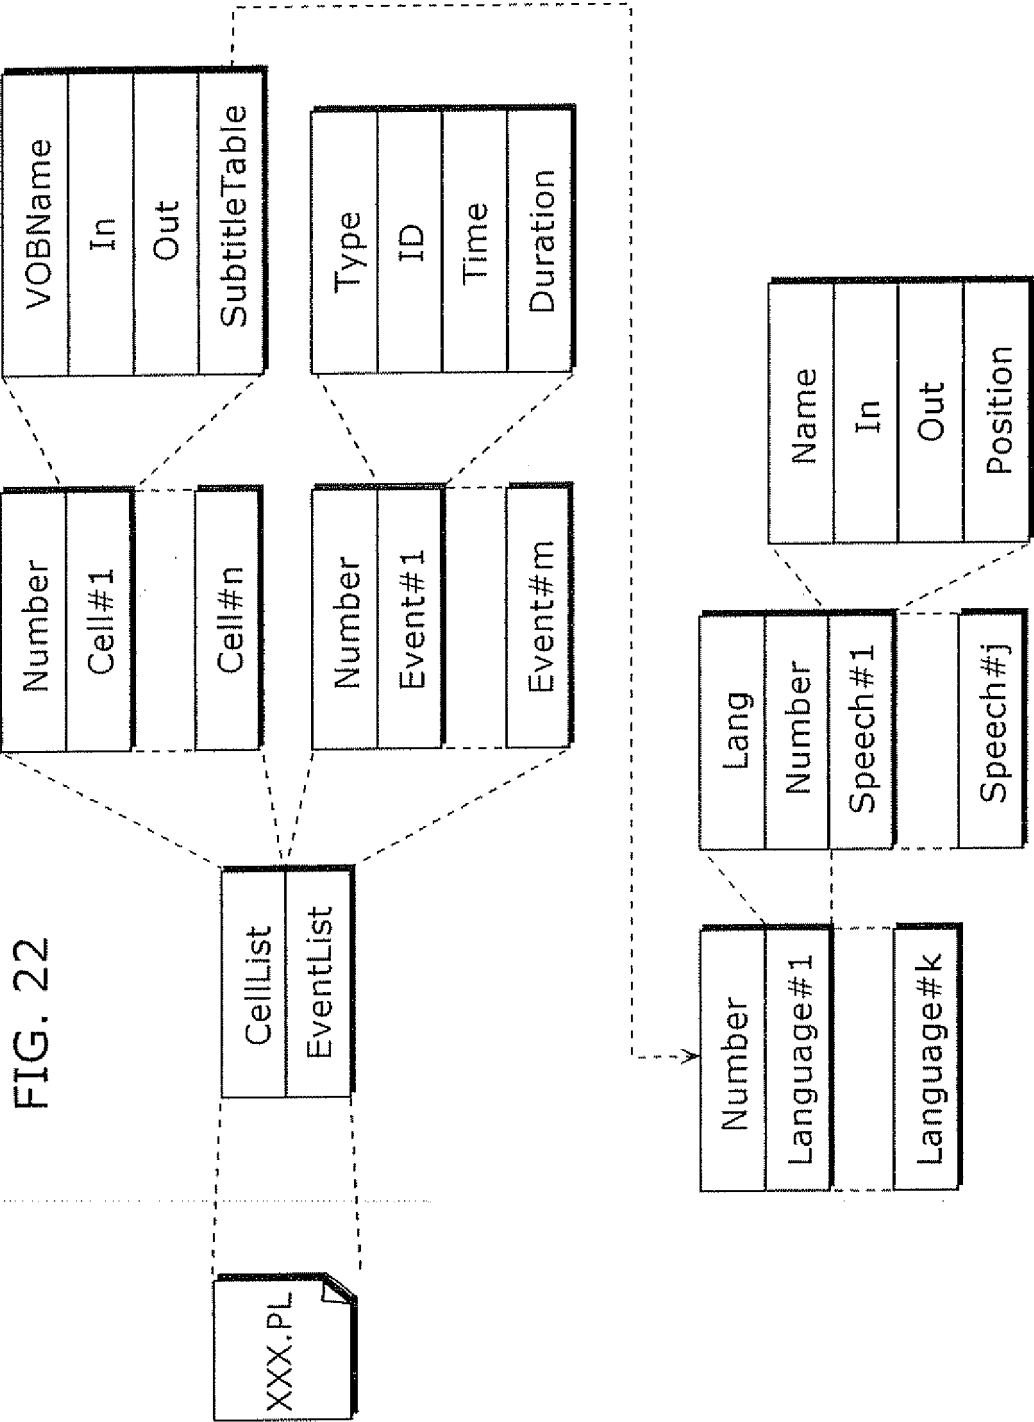 FIG. 22
XXX.PL
CellList
EventList
Number
Cell#1
Cell#n
Number
Event#1
Event#m
VOBName
In
Out
SubtitleTable
Type
ID
Time
Duration
Number
Language#1
Language#k
Lang
Number
Speech#1
Speech#j
Name
In
Out
Position